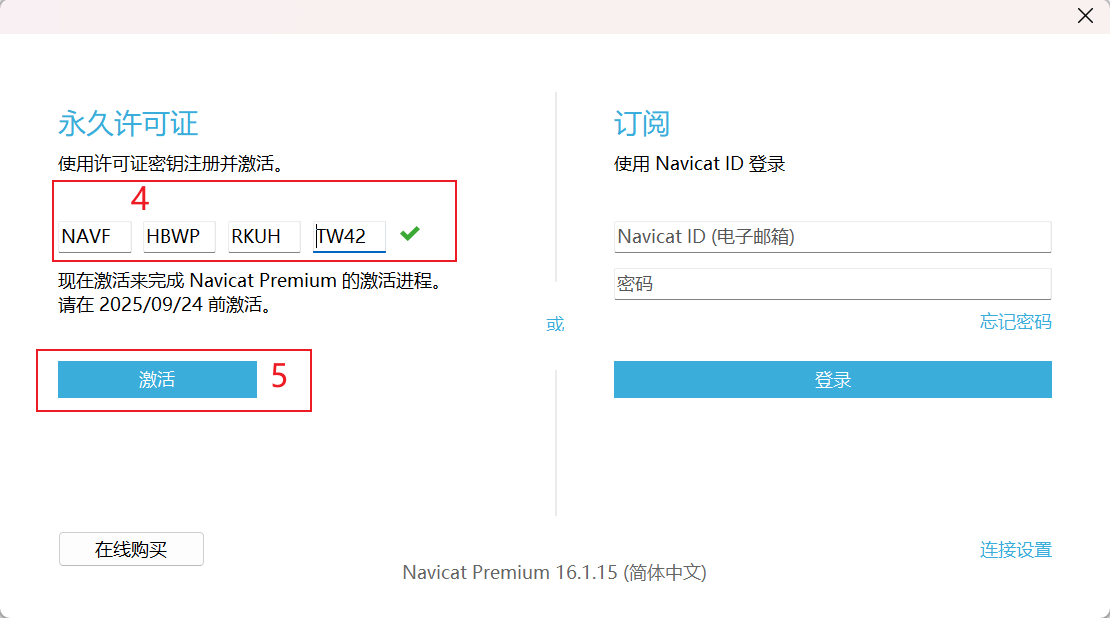 永久许可证
使用许可证密钥注册并激活。
4
NAVF HBWP RKUH TW42
现在激活来完成 Navicat Premium 的激活进程。
请在 2025/09/24 前激活。
激活 5
在线购买
或
订阅
使用 Navicat ID 登录
Navicat ID (电子邮箱)
密码
忘记密码
登录
连接设置
Navicat Premium 16.1.15 (简体中文)